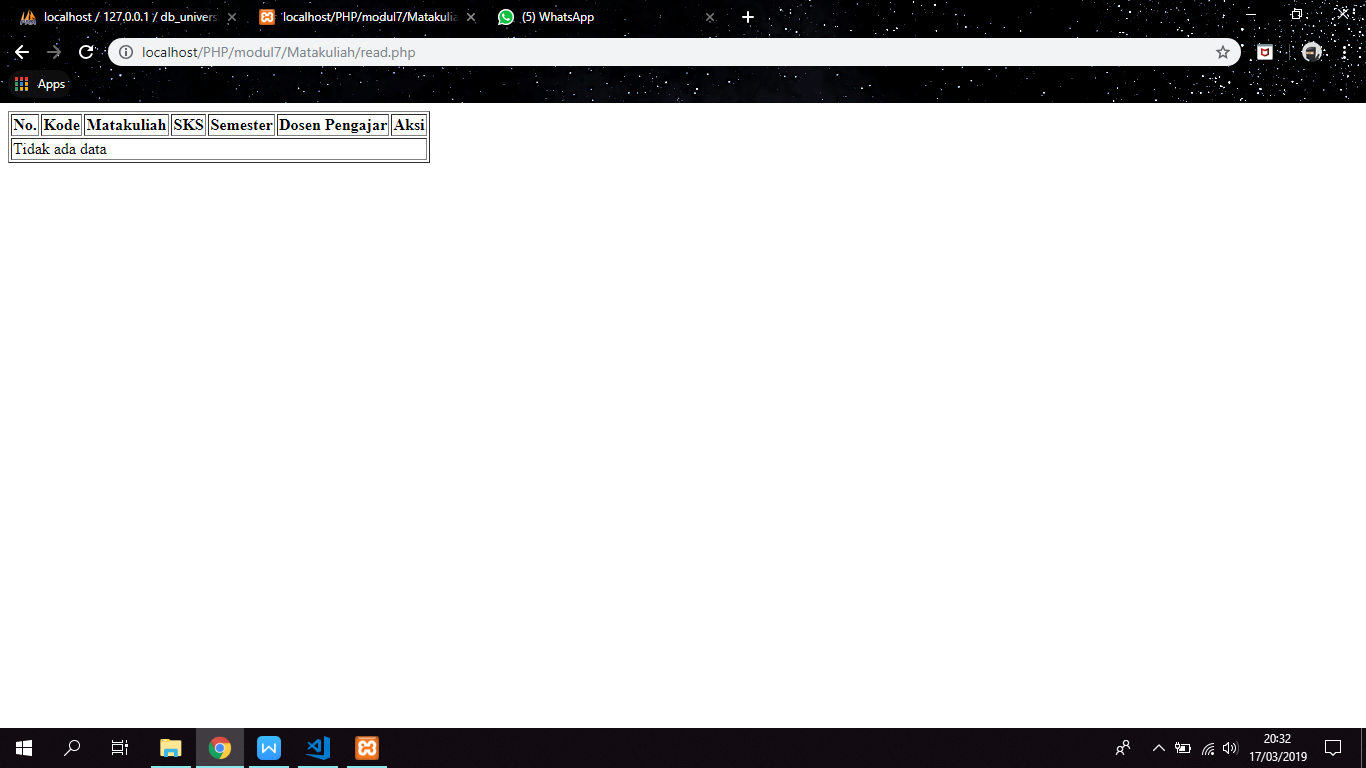 localhost / 127.0.0.1 / db_univers
localhost/PHP/modul7/Matakulia
(5) WhatsApp
localhost/PHP/modul7/Matakuliah/read.php
Apps
No. Kode Matakuliah SKS Semester Dosen Pengajar Aksi
Tidak ada data
20:32
17/03/2019